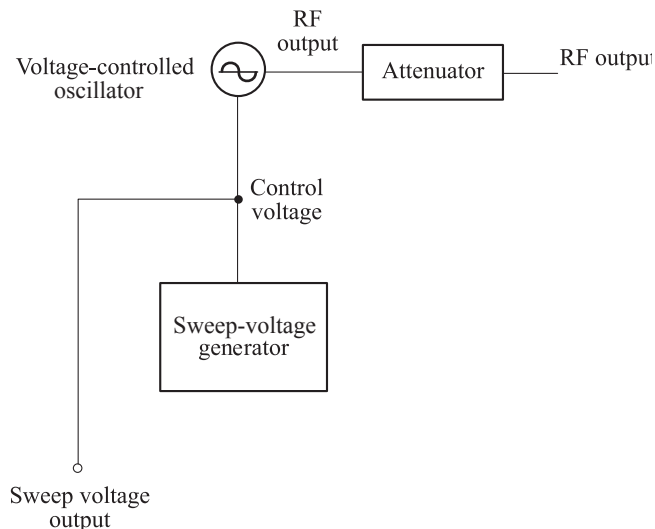 RF
output
Voltage-controlled
oscillator
Attenuator
RF output
Control
voltage
Sweep-voltage
generator
Sweep voltage
output